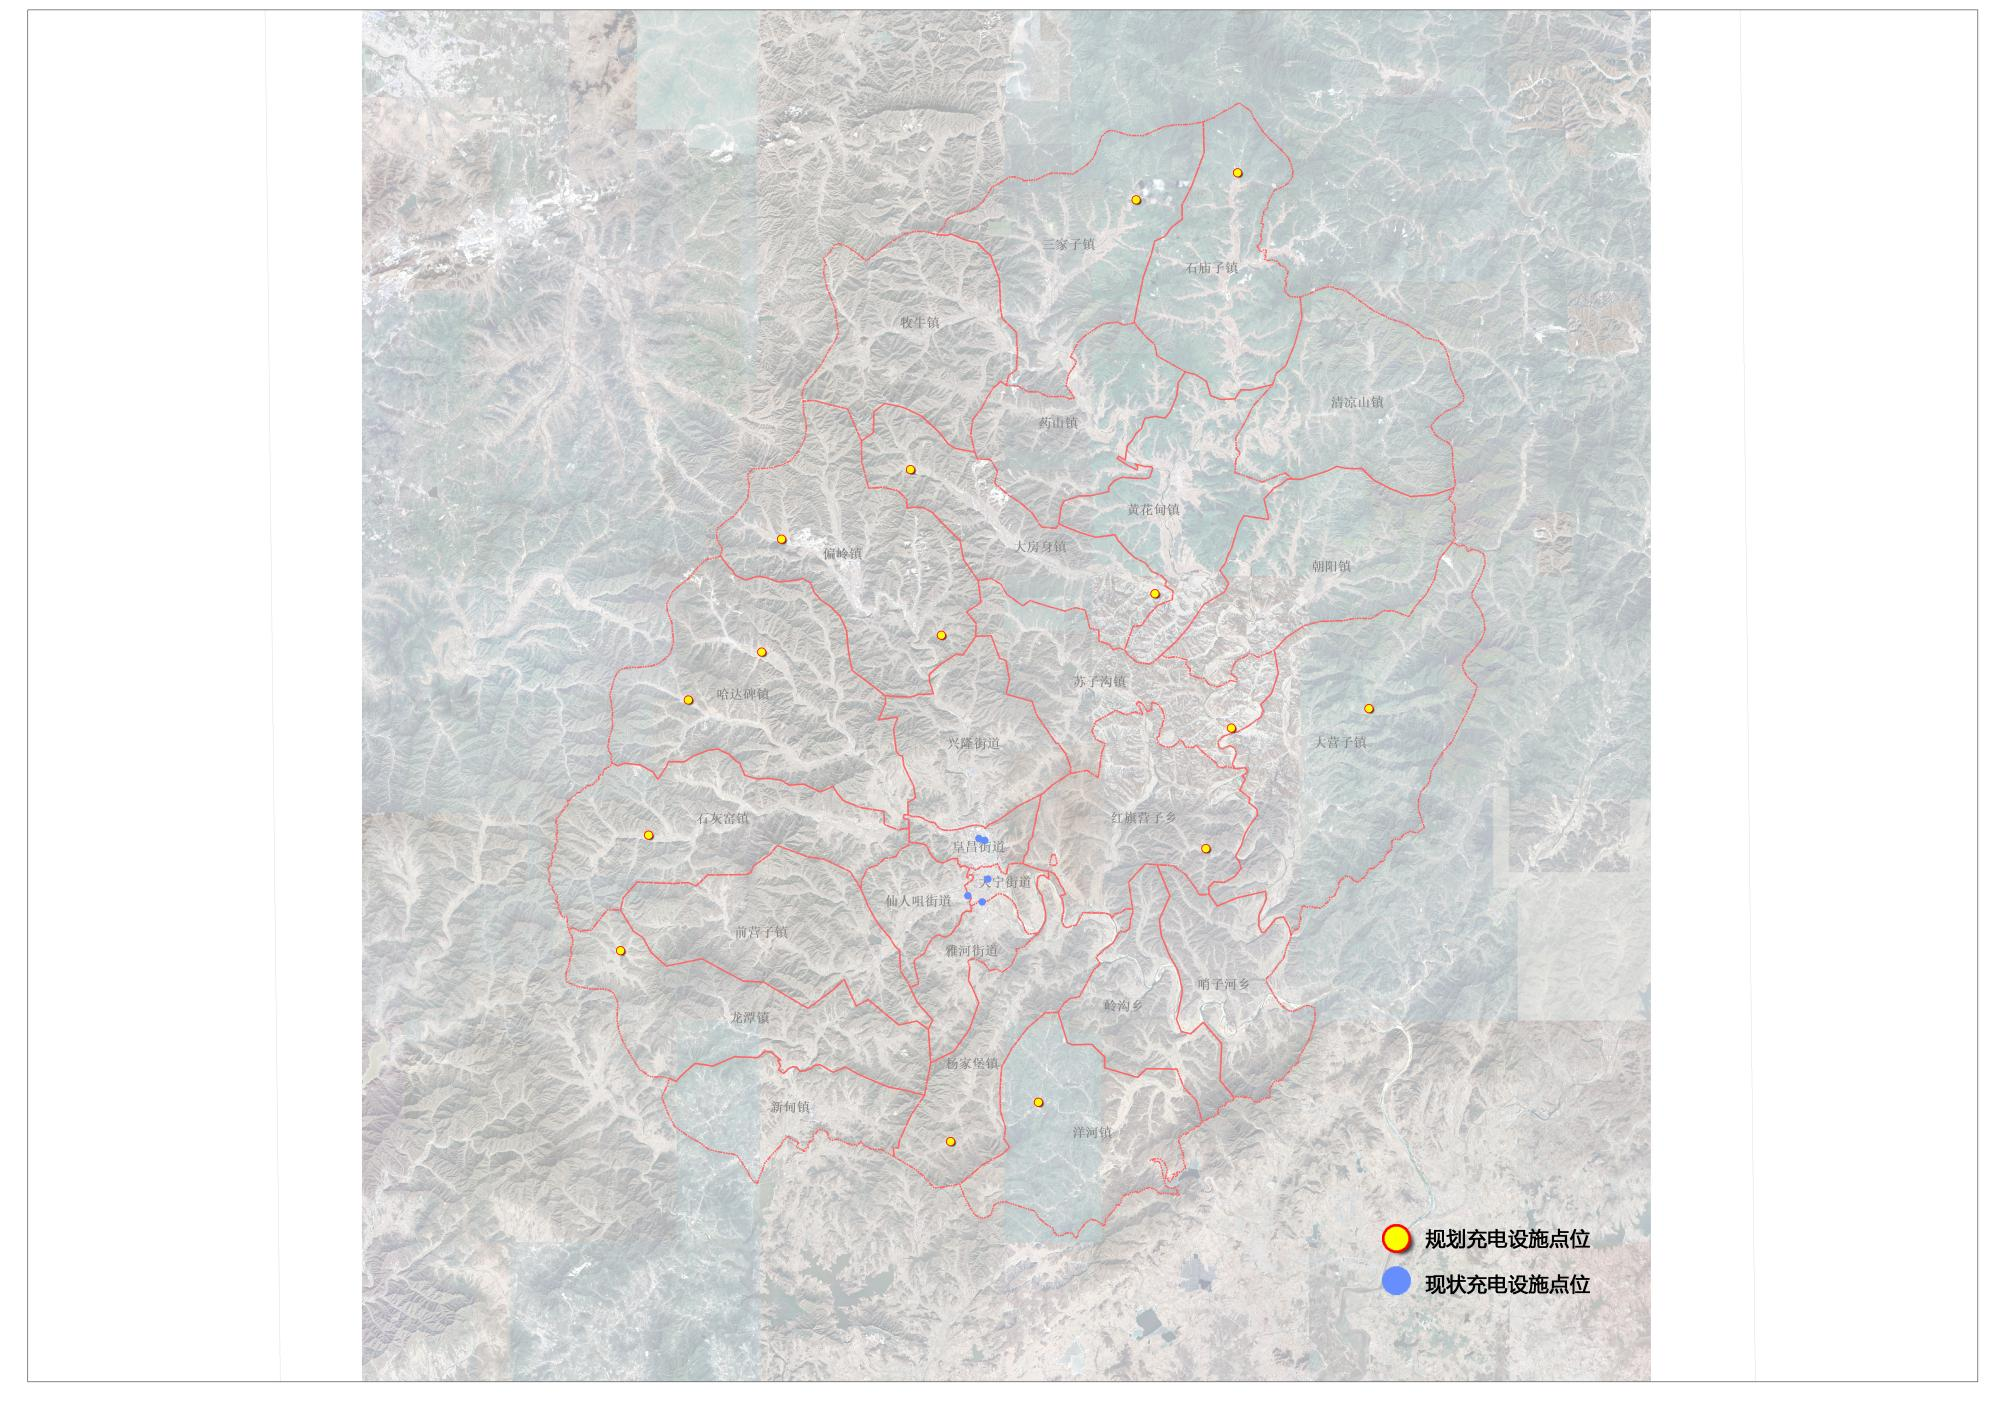 三家子镇
石庙子镇
牧牛镇
清凉山镇
药山镇
黄花甸镇
大房身镇
偏岭镇
朝阳镇
苏子沟镇
哈达碑镇
兴隆街道
大营子镇
石灰窑镇
红旗营子乡
阜昌街道
大宁街道
仙人咀街道
前营子镇
雅河街道
哨子河乡
岭沟乡
龙潭镇
杨家堡镇
新甸镇
洋河镇
规划充电设施点位
现状充电设施点位